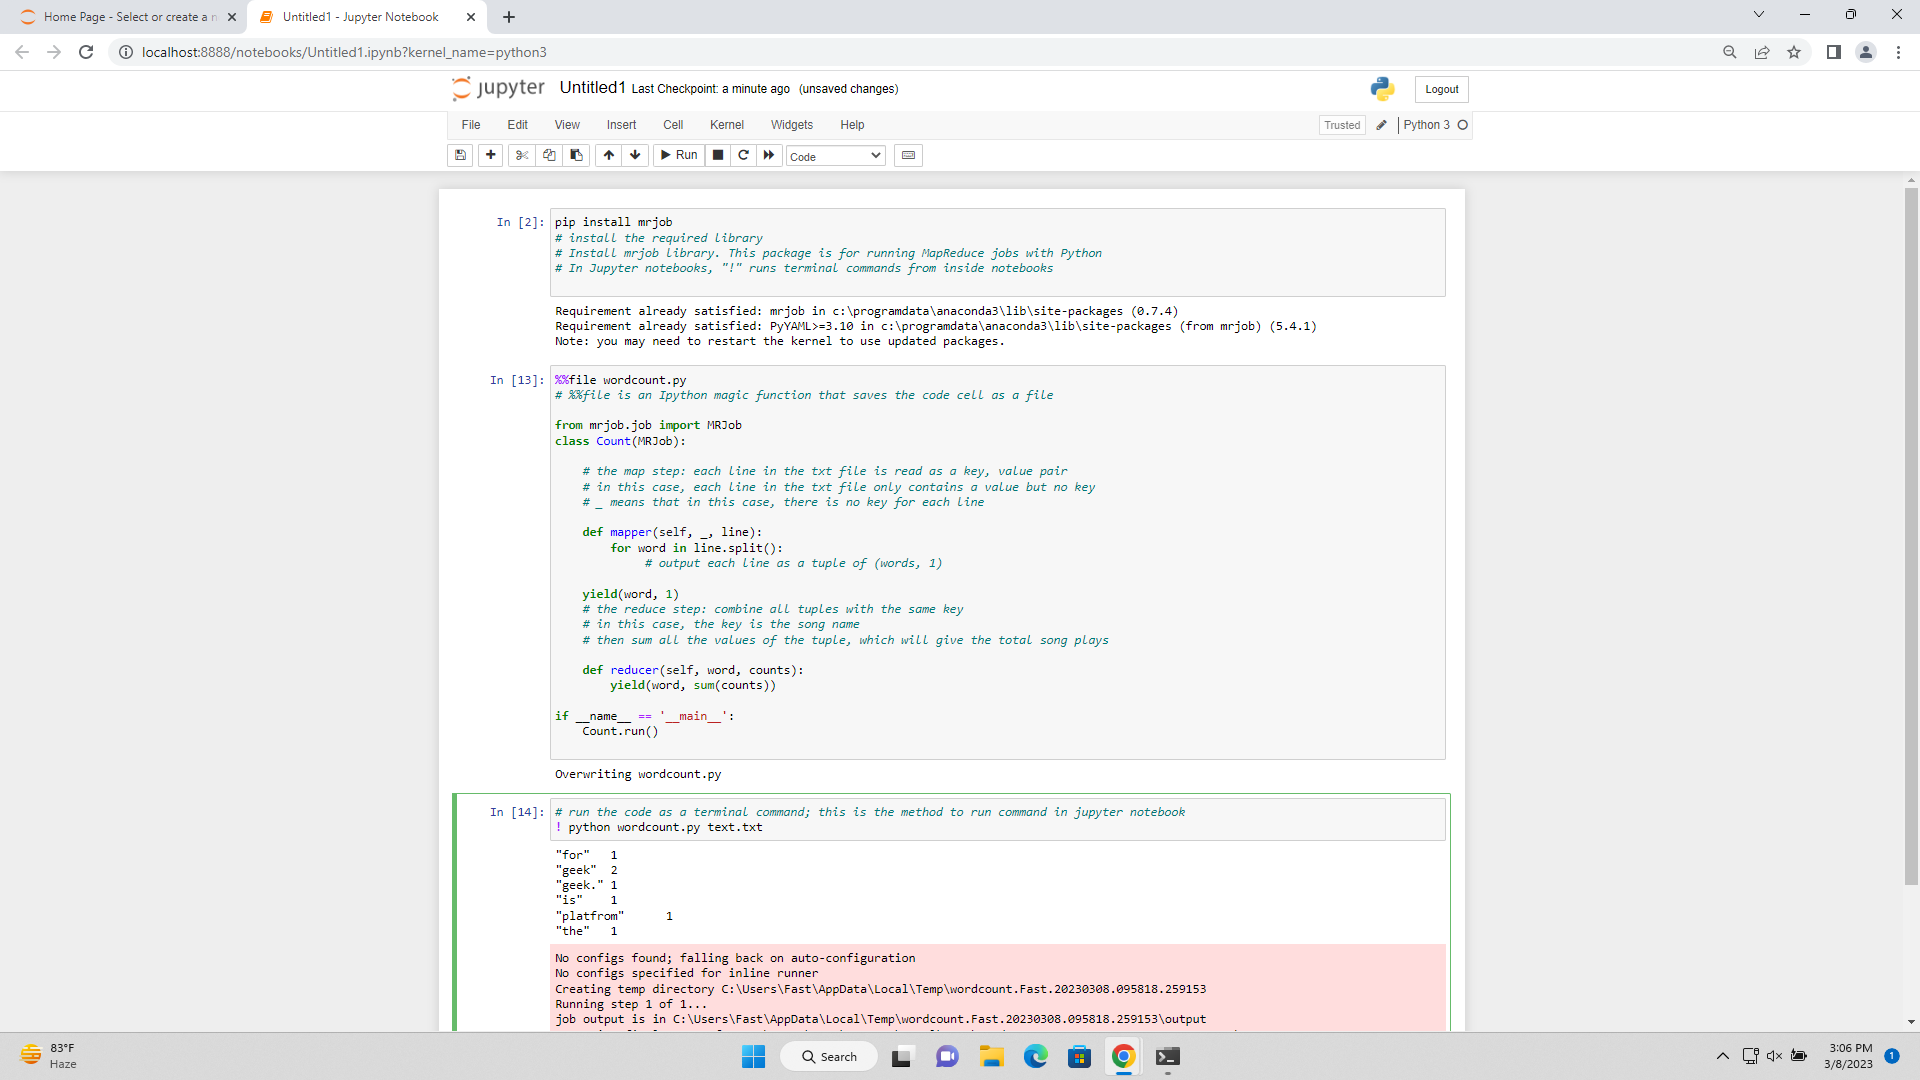 Home Page - Select or create a n
Untitled1 - Jupyter Notebook
localhost:8888/notebooks/Untitled1.ipynb?kernel_name=python3
jupyter Untitled1 Last Checkpoint: a minute ago (unsaved changes)
Logout
File Edit View Insert Cell Kernel Widgets Help
Trusted Python 3
Run Code
In [2]: pip install mrjob
# install the required library
# Install mrjob library. This package is for running MapReduce jobs with Python
# In Jupyter notebooks, "!" runs terminal commands from inside notebooks
Requirement already satisfied: mrjob in c:\programdata\anaconda3\lib\site-packages (0.7.4)
Requirement already satisfied: PyYAML>=3.10 in c:\programdata\anaconda3\lib\site-packages (from mrjob) (5.4.1)
Note: you may need to restart the kernel to use updated packages.
In [13]: %%file wordcount.py
# %%file is an Ipython magic function that saves the code cell as a file
from mrjob.job import MRJob
class Count(MRJob):
# the map step: each line in the txt file is read as a key, value pair
# in this case, each line in the txt file only contains a value but no key
# _ means that in this case, there is no key for each line
def mapper(self, _, line):
for word in line.split():
# output each line as a tuple of (words, 1)
yield(word, 1)
# the reduce step: combine all tuples with the same key
# in this case, the key is the song name
# then sum all the values of the tuple, which will give the total song plays
def reducer(self, word, counts):
yield(word, sum(counts))
if __name__ == '__main__':
Count.run()
Overwriting wordcount.py
In [14]: # run the code as a terminal command; this is the method to run command in jupyter notebook
! python wordcount.py text.txt
"for" 1
"geek" 2
"geek." 1
"is" 1
"platfrom" 1
"the" 1
No configs found; falling back on auto-configuration
No configs specified for inline runner
Creating temp directory C:\Users\Fast\AppData\Local\Temp\wordcount.Fast.20230308.095818.259153
Running step 1 of 1...
job output is in C:\Users\Fast\AppData\Local\Temp\wordcount.Fast.20230308.095818.259153\output
83°F
Haze
Search
3:06 PM
3/8/2023
1